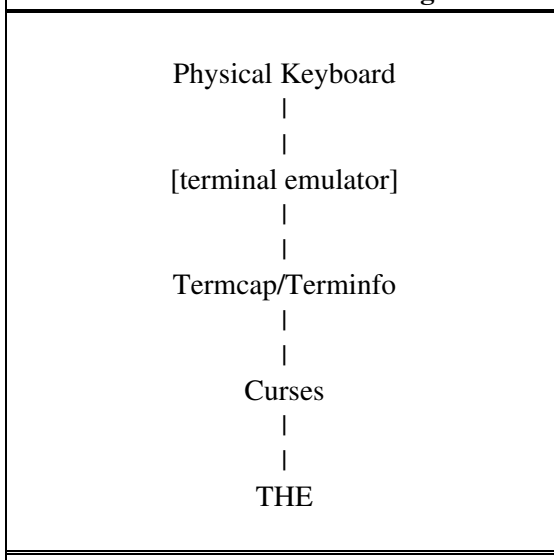 Physical Keyboard
|
|
[terminal emulator]
|
|
Termcap/Terminfo
|
|
Curses
|
|
THE